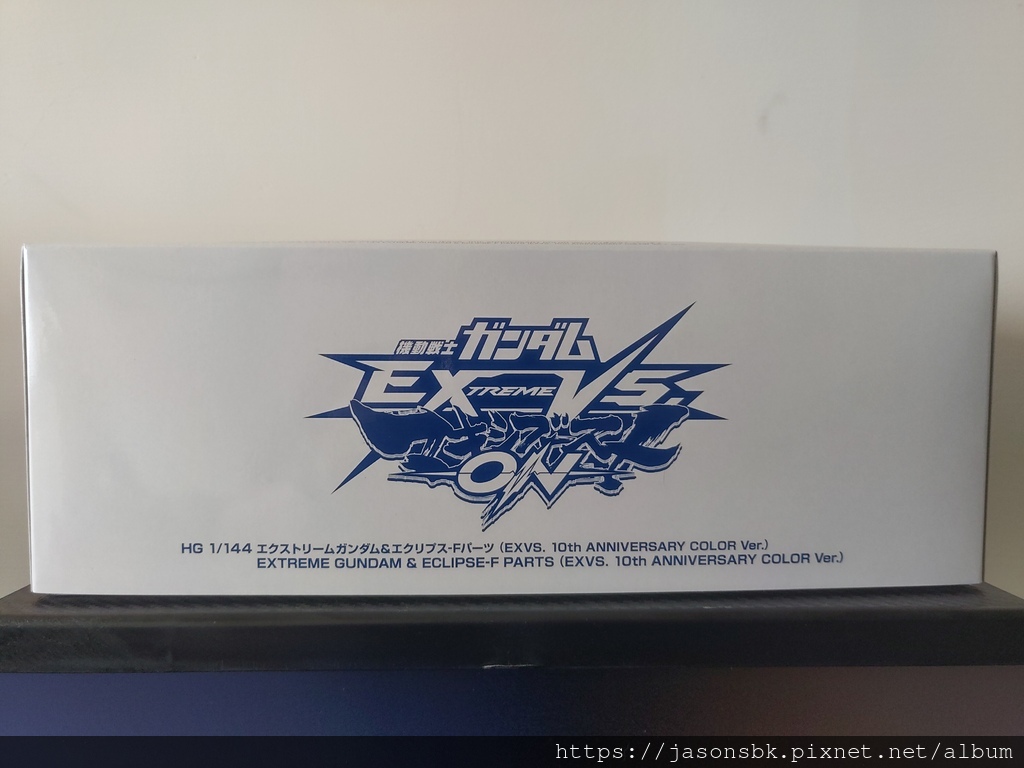 機動戦士 ガンダム
EXTREME VS.
マキシブースト
ON
HG 1/144 エクストリームガンダム&エクリプス-Fパーツ (EXVS. 10th ANNIVERSARY COLOR Ver.)
EXTREME GUNDAM & ECLIPSE-F PARTS (EXVS. 10th ANNIVERSARY COLOR Ver.)
https://jasonsbk.pixnet.net/album